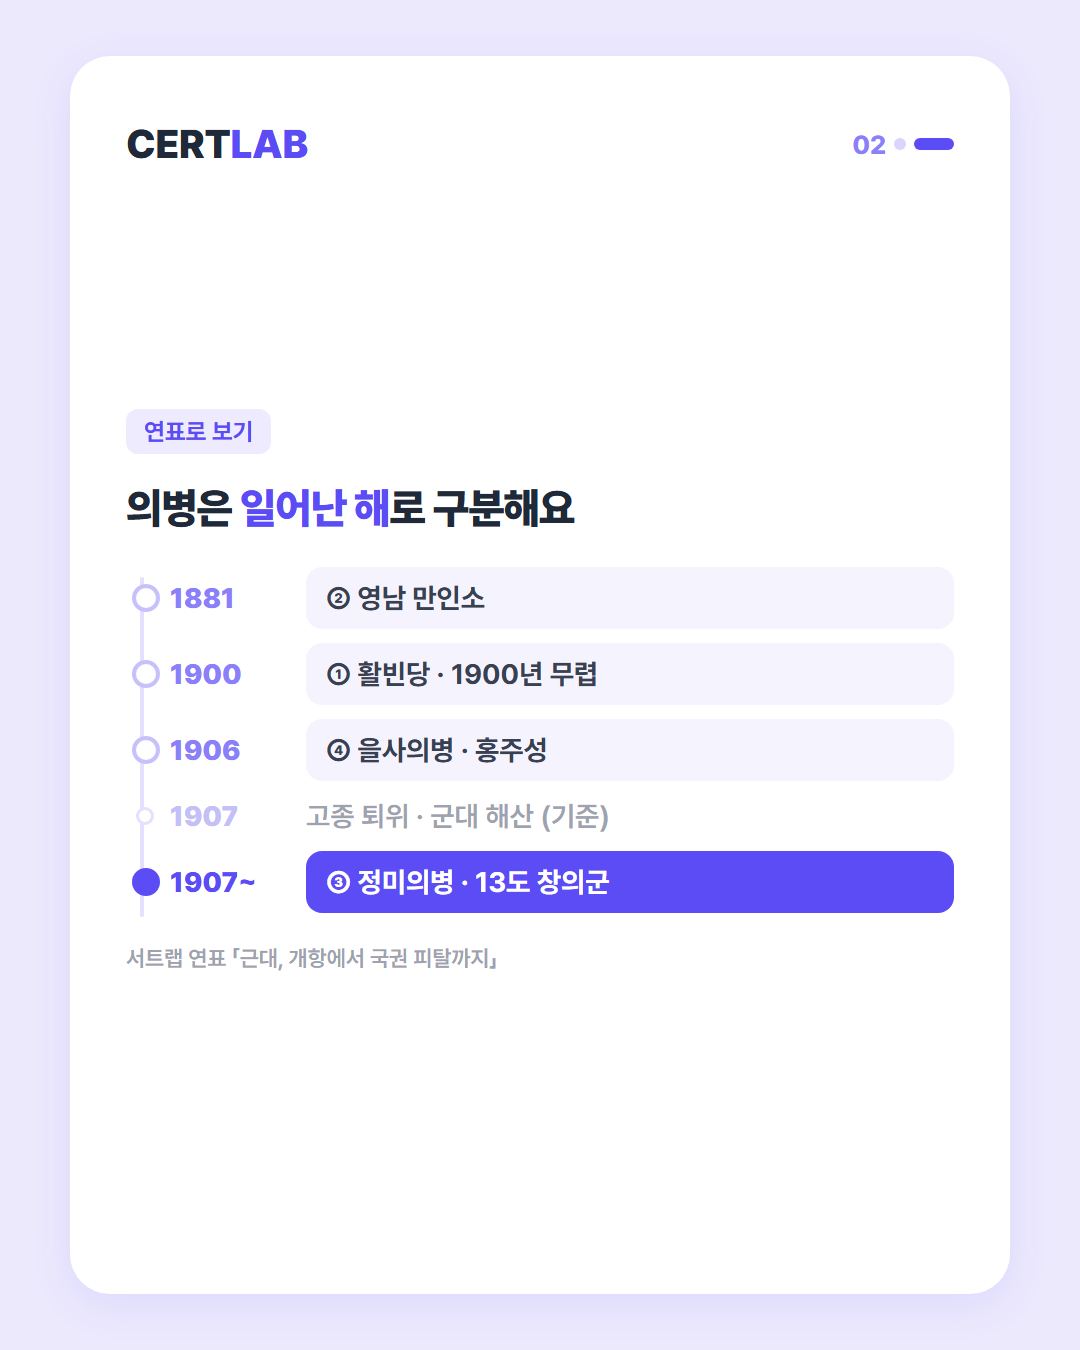 CERTLAB
02
연표로 보기
의병은 일어난 해로 구분해요
1881 ② 영남 만인소
1900 ① 활빈당 · 1900년 무렵
1906 ④ 을사의병 · 홍주성
1907 고종 퇴위 · 군대 해산 (기준)
1907~ ③ 정미의병 · 13도 창의군
서트랩 연표 「근대, 개항에서 국권 피탈까지」